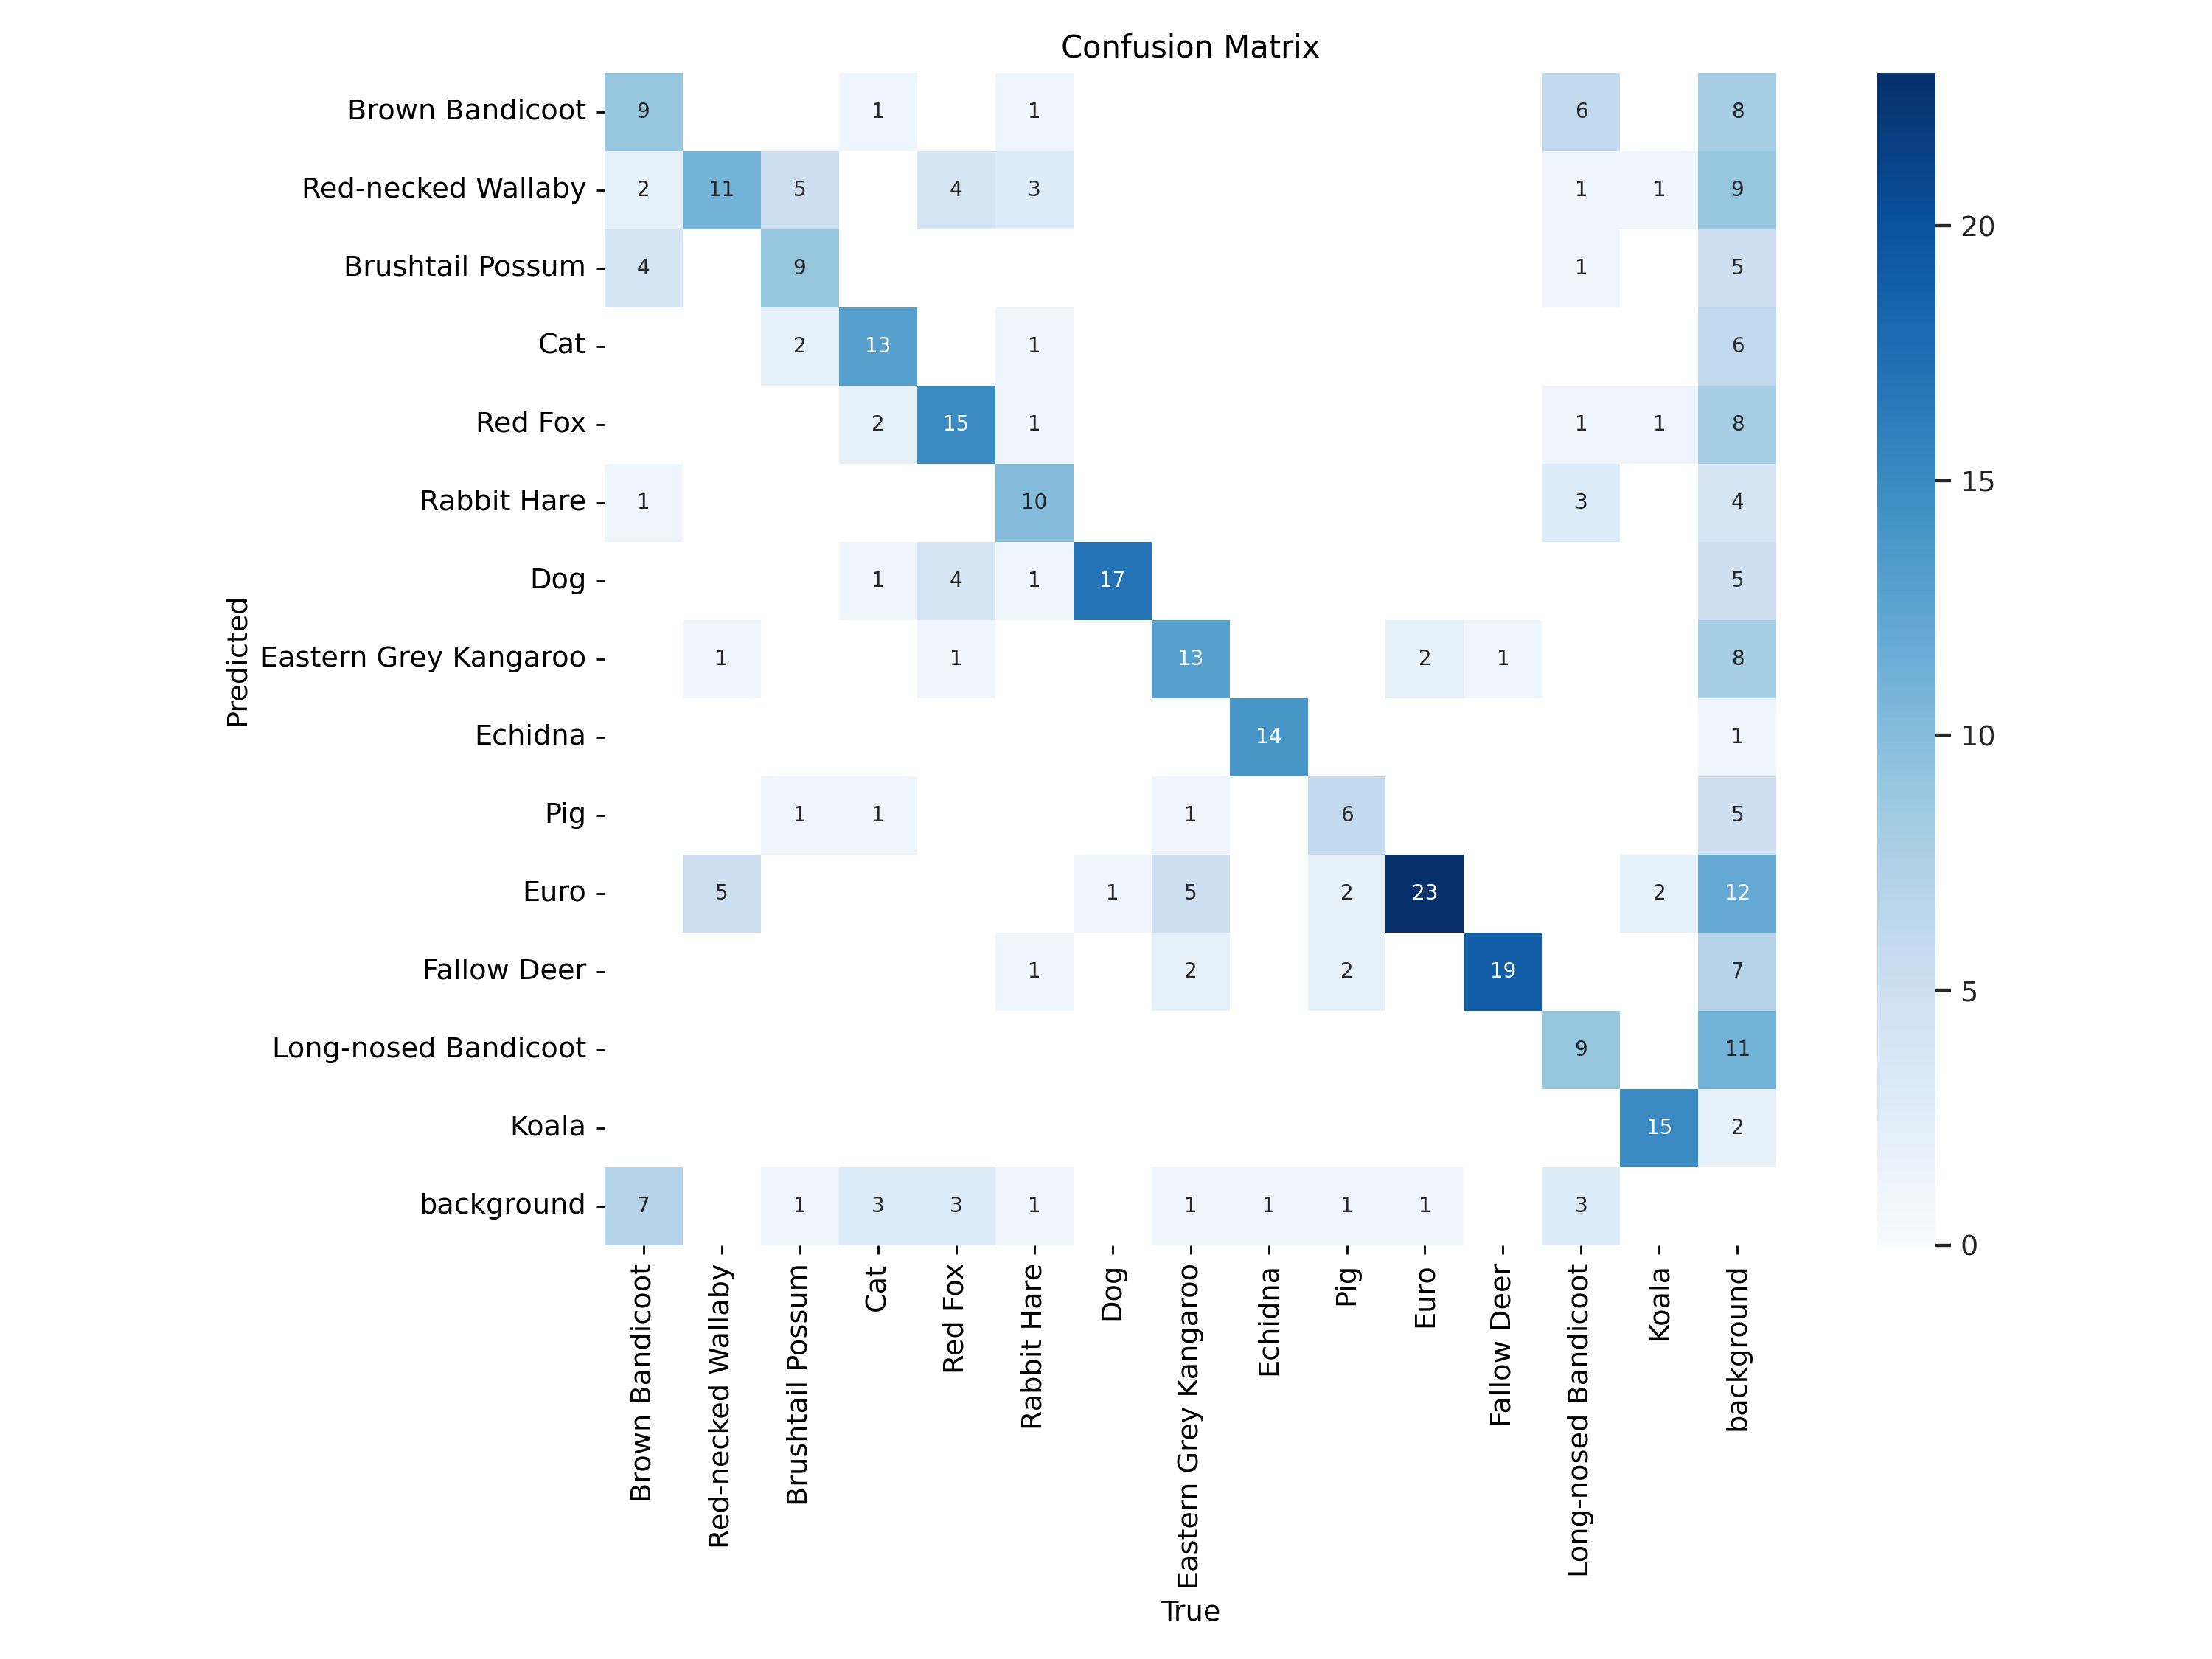 Confusion Matrix
Brown Bandicoot 9 1 1 6 8
Red-necked Wallaby 2 11 5 4 3 1 1 9
Brushtail Possum 4 9 1 5
Cat 2 13 1 6
Red Fox 2 15 1 1 1 8
Rabbit Hare 1 10 3 4
Dog 1 4 1 17 5
Eastern Grey Kangaroo 1 1 13 2 1 8
Echidna 14 1
Pig 1 1 1 6 5
Euro 5 1 5 2 23 2 12
Fallow Deer 1 2 2 19 7
Long-nosed Bandicoot 9 11
Koala 15 2
background 7 1 3 3 1 1 1 1 1 3
Predicted
Brown Bandicoot
Red-necked Wallaby
Brushtail Possum
Cat
Red Fox
Rabbit Hare
Dog
Eastern Grey Kangaroo
Echidna
Pig
Euro
Fallow Deer
Long-nosed Bandicoot
Koala
background
True
20
15
10
5
0